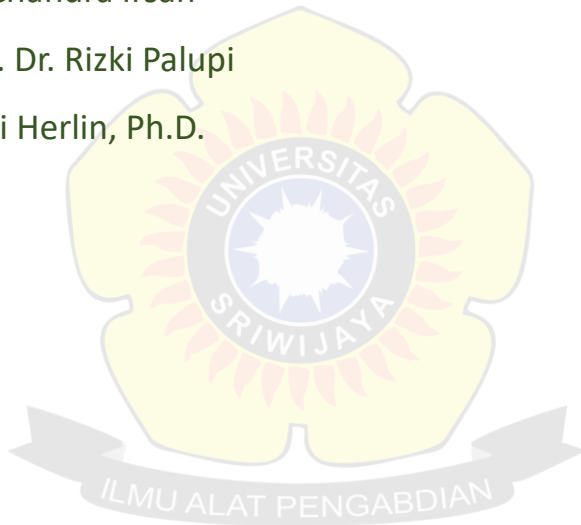 . Dr. Rizki Palupi
i Herlin, Ph.D.
UNIVERSITAS
SRIWIJAYA
ILMU ALAT PENGABDIAN